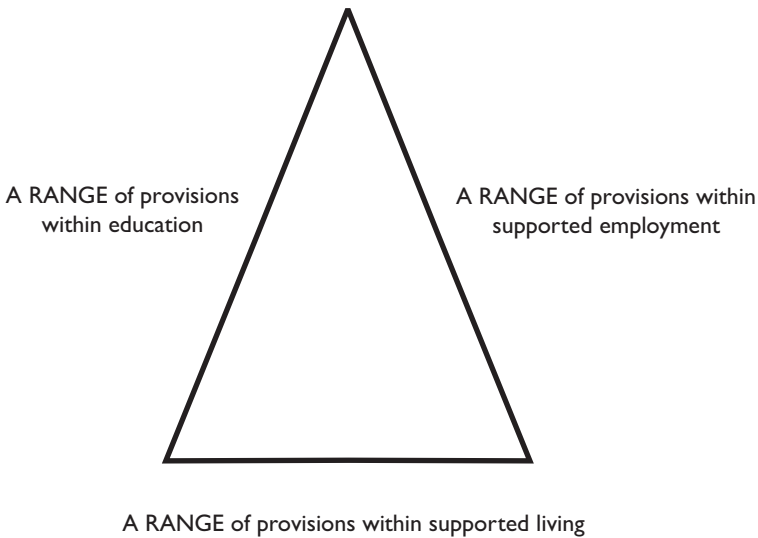 A RANGE of provisions
within education
A RANGE of provisions within
supported employment
A RANGE of provisions within supported living